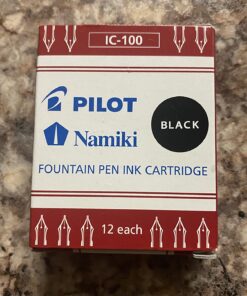 IC-100
PILOT
Namiki
BLACK
FOUNTAIN PEN INK CARTRIDGE
12 each